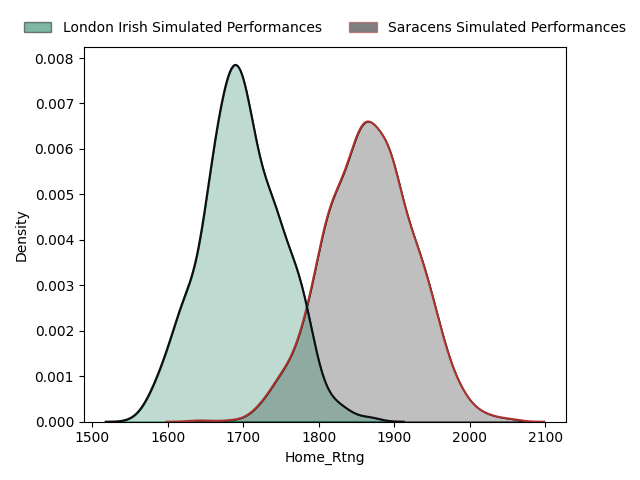 London Irish Simulated Performances Saracens Simulated Performances
0.008
0.007
0.006
0.005
0.004
0.003
0.002
0.001
0.000
Density
1500 1600 1700 1800 1900 2000 2100
Home_Rtng